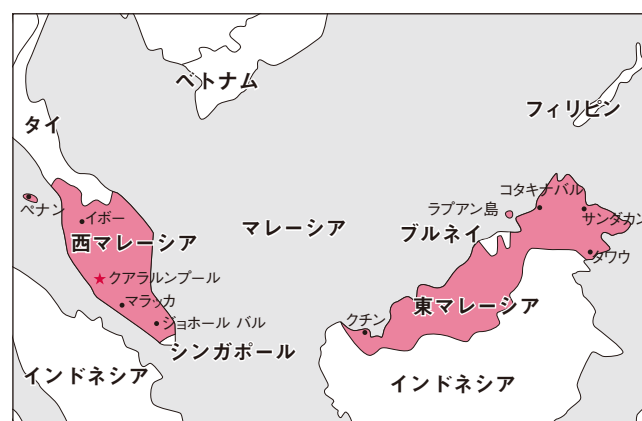 ベトナム
フィリピン
タイ
コタキナバル
ペナン
イポー
ラブアン島
サンダカン
マレーシア
ブルネイ
西マレーシア
タワウ
クアラルンプール
マラッカ
東マレーシア
クチン
ジョホール バル
シンガポール
インドネシア
インドネシア